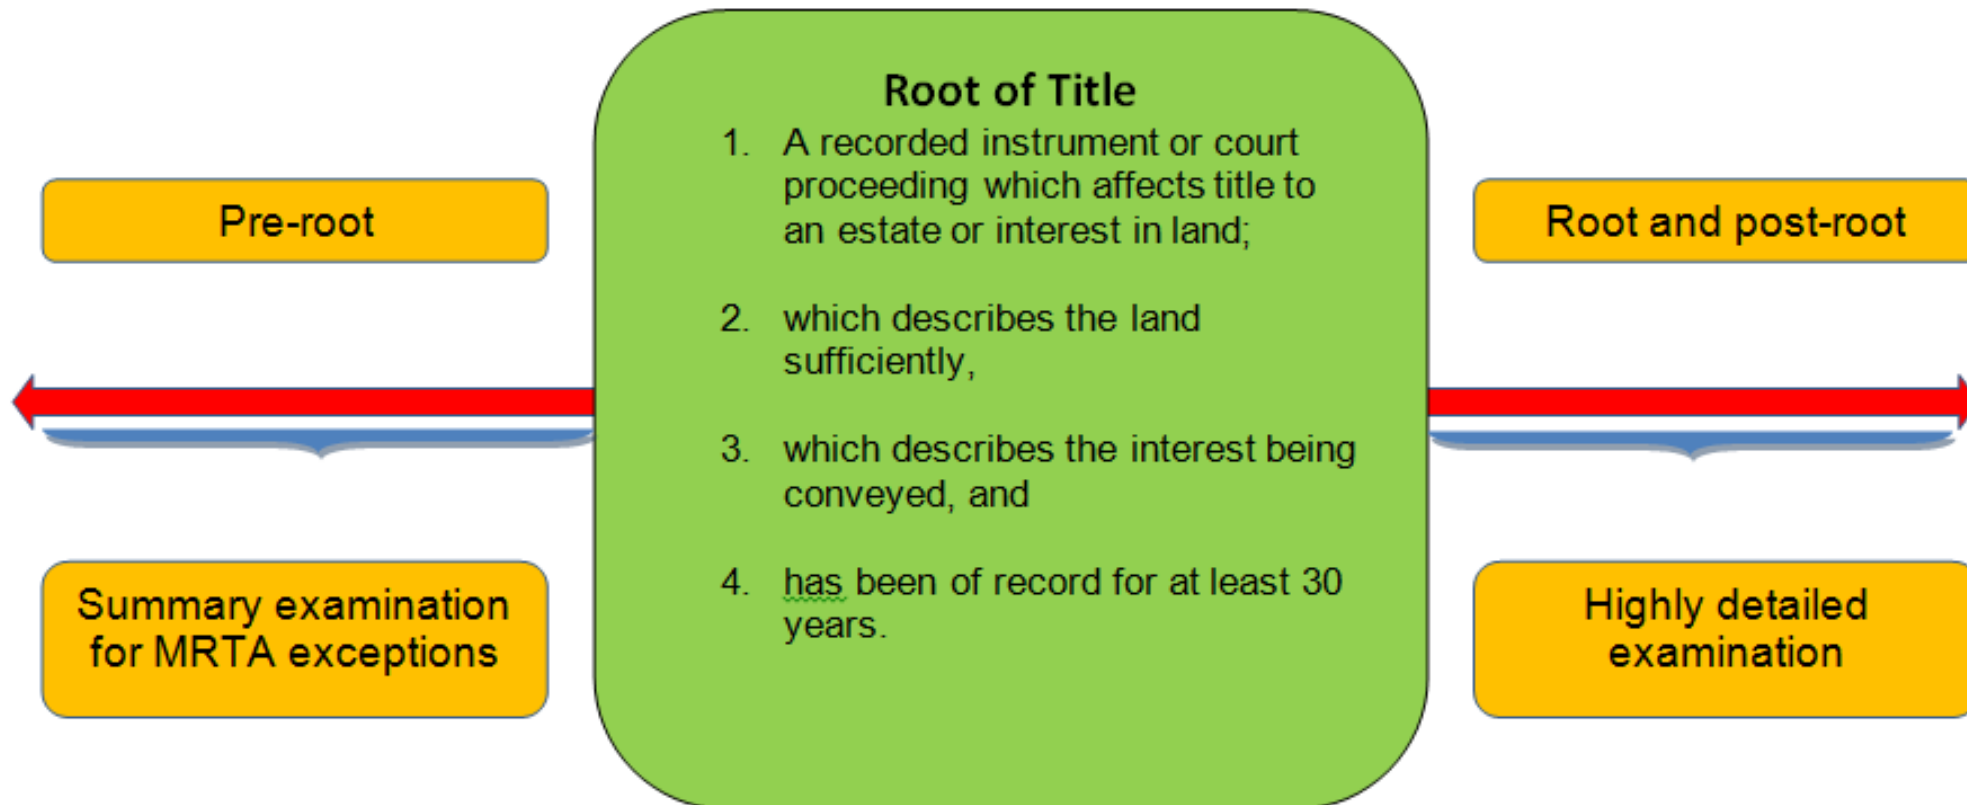 Root of Title
1. A recorded instrument or court
proceeding which affects title to
an estate or interest in land;
2. which describes the land
sufficiently,
3. which describes the interest being
conveyed, and
4. has been of record for at least 30
years.
Pre-root
Root and post-root
Summary examination
for MRTA exceptions
Highly detailed
examination